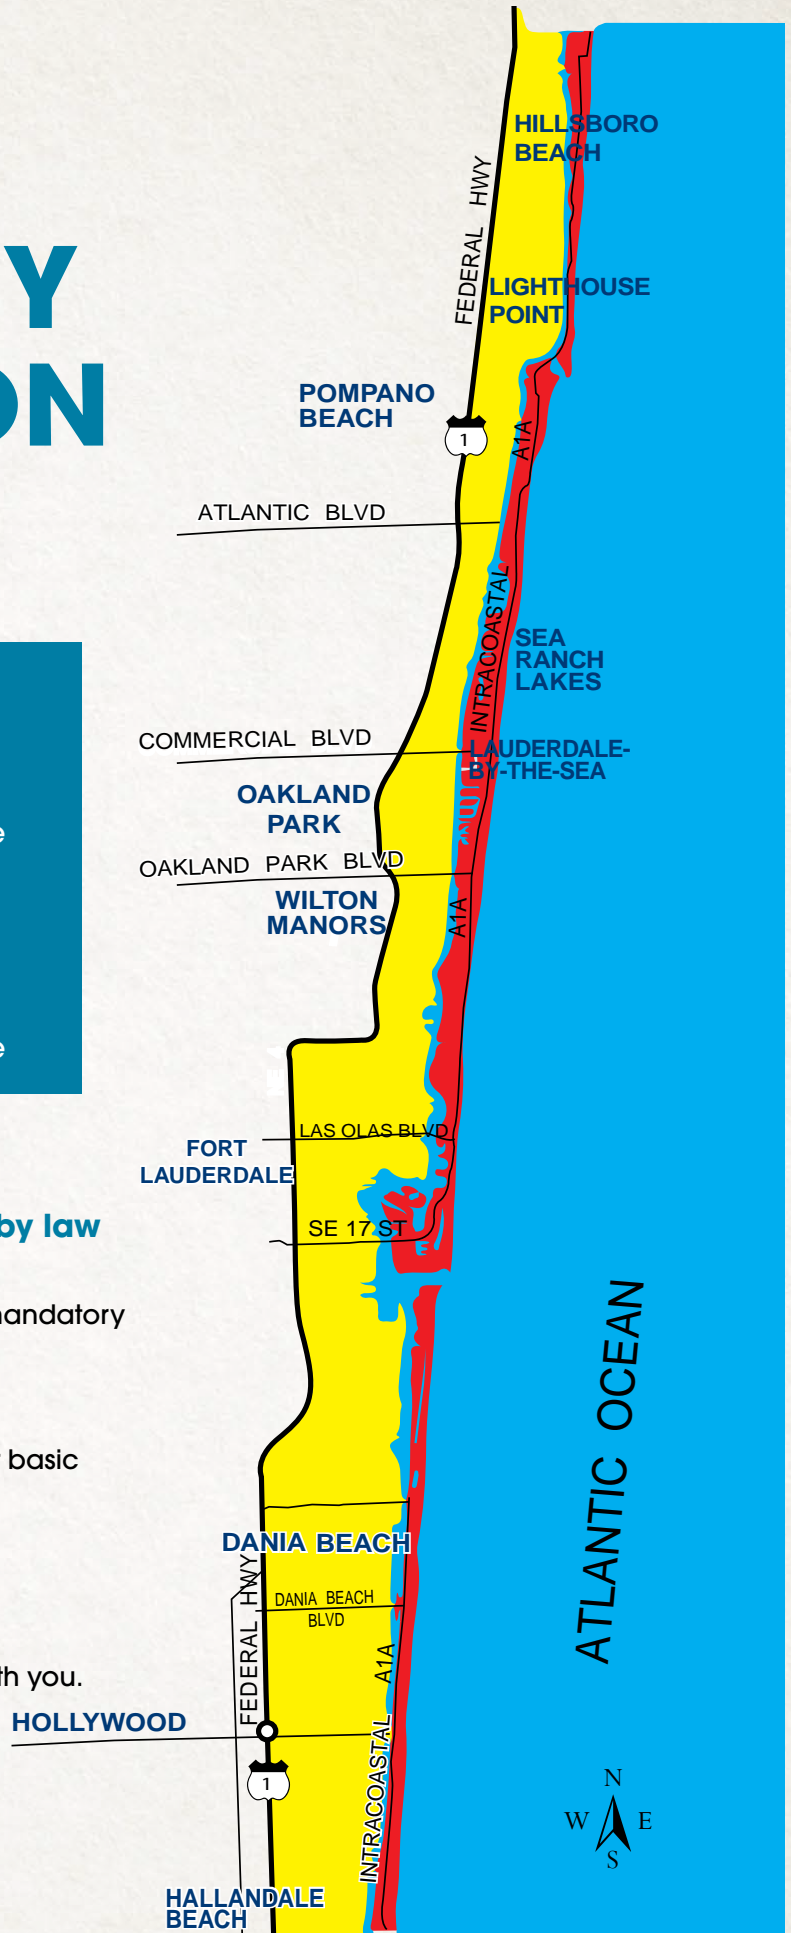 Y
ON
HILLSBORO
BEACH
FEDERAL HWY
LIGHTHOUSE
POINT
POMPANO
BEACH
1
A1A
ATLANTIC BLVD
INTRACOASTAL
SEA
RANCH
LAKES
COMMERCIAL BLVD
LAUDERDALE-
BY-THE-SEA
OAKLAND
PARK
e
OAKLAND PARK BLVD
WILTON
MANORS
A1A
e
LAS OLAS BLVD
FORT
LAUDERDALE
by law
SE 17 ST
mandatory
ATLANTIC OCEAN
basic
DANIA BEACH
FEDERAL HWY
DANIA BEACH
BLVD
A1A
th you.
HOLLYWOOD
1
INTRACOASTAL
N
W E
S
HALLANDALE
BEACH